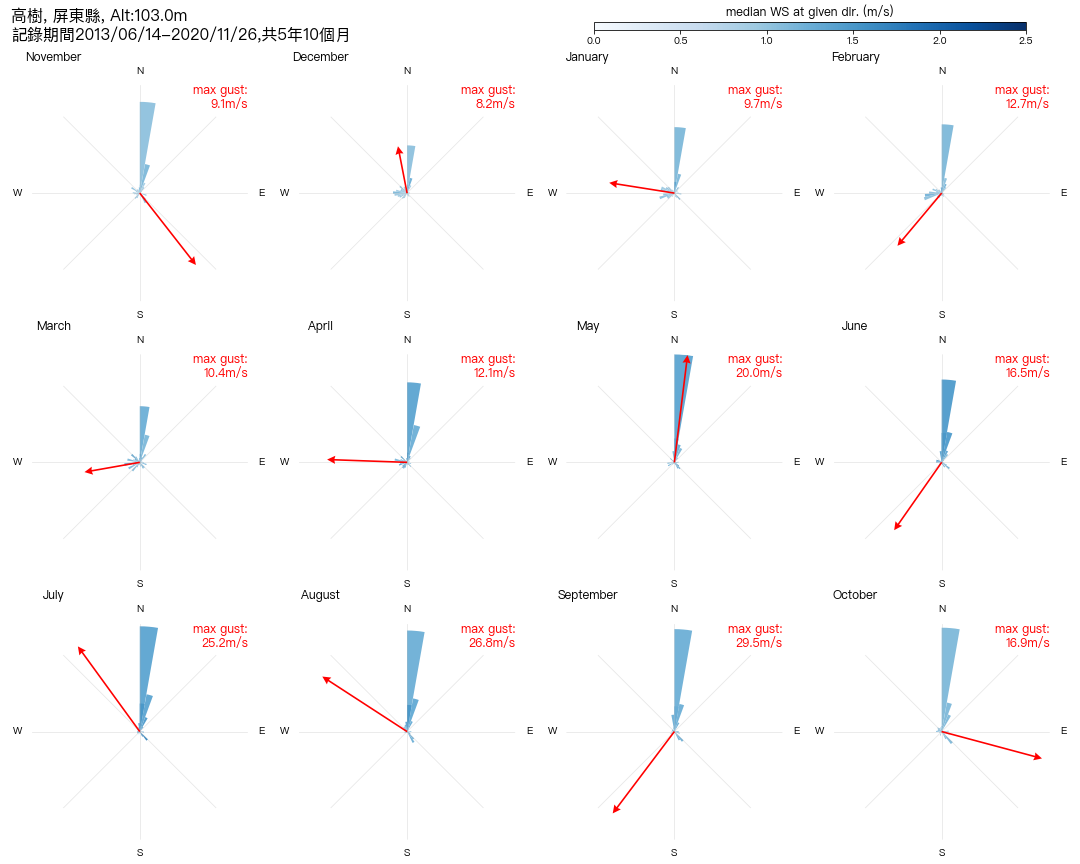 高樹, 屏東縣, Alt:103.0m
記錄期間2013/06/14–2020/11/26,共5年10個月
median WS at given dir. (m/s)
0.0 0.5 1.0 1.5 2.0 2.5
November
N
max gust:
9.1m/s
W
E
S
December
N
max gust:
8.2m/s
W
E
S
January
N
max gust:
9.7m/s
W
E
S
February
N
max gust:
12.7m/s
W
E
S
March
N
max gust:
10.4m/s
W
E
S
April
N
max gust:
12.1m/s
W
E
S
May
N
max gust:
20.0m/s
W
E
S
June
N
max gust:
16.5m/s
W
E
S
July
N
max gust:
25.2m/s
W
E
S
August
N
max gust:
26.8m/s
W
E
S
September
N
max gust:
29.5m/s
W
E
S
October
N
max gust:
16.9m/s
W
E
S